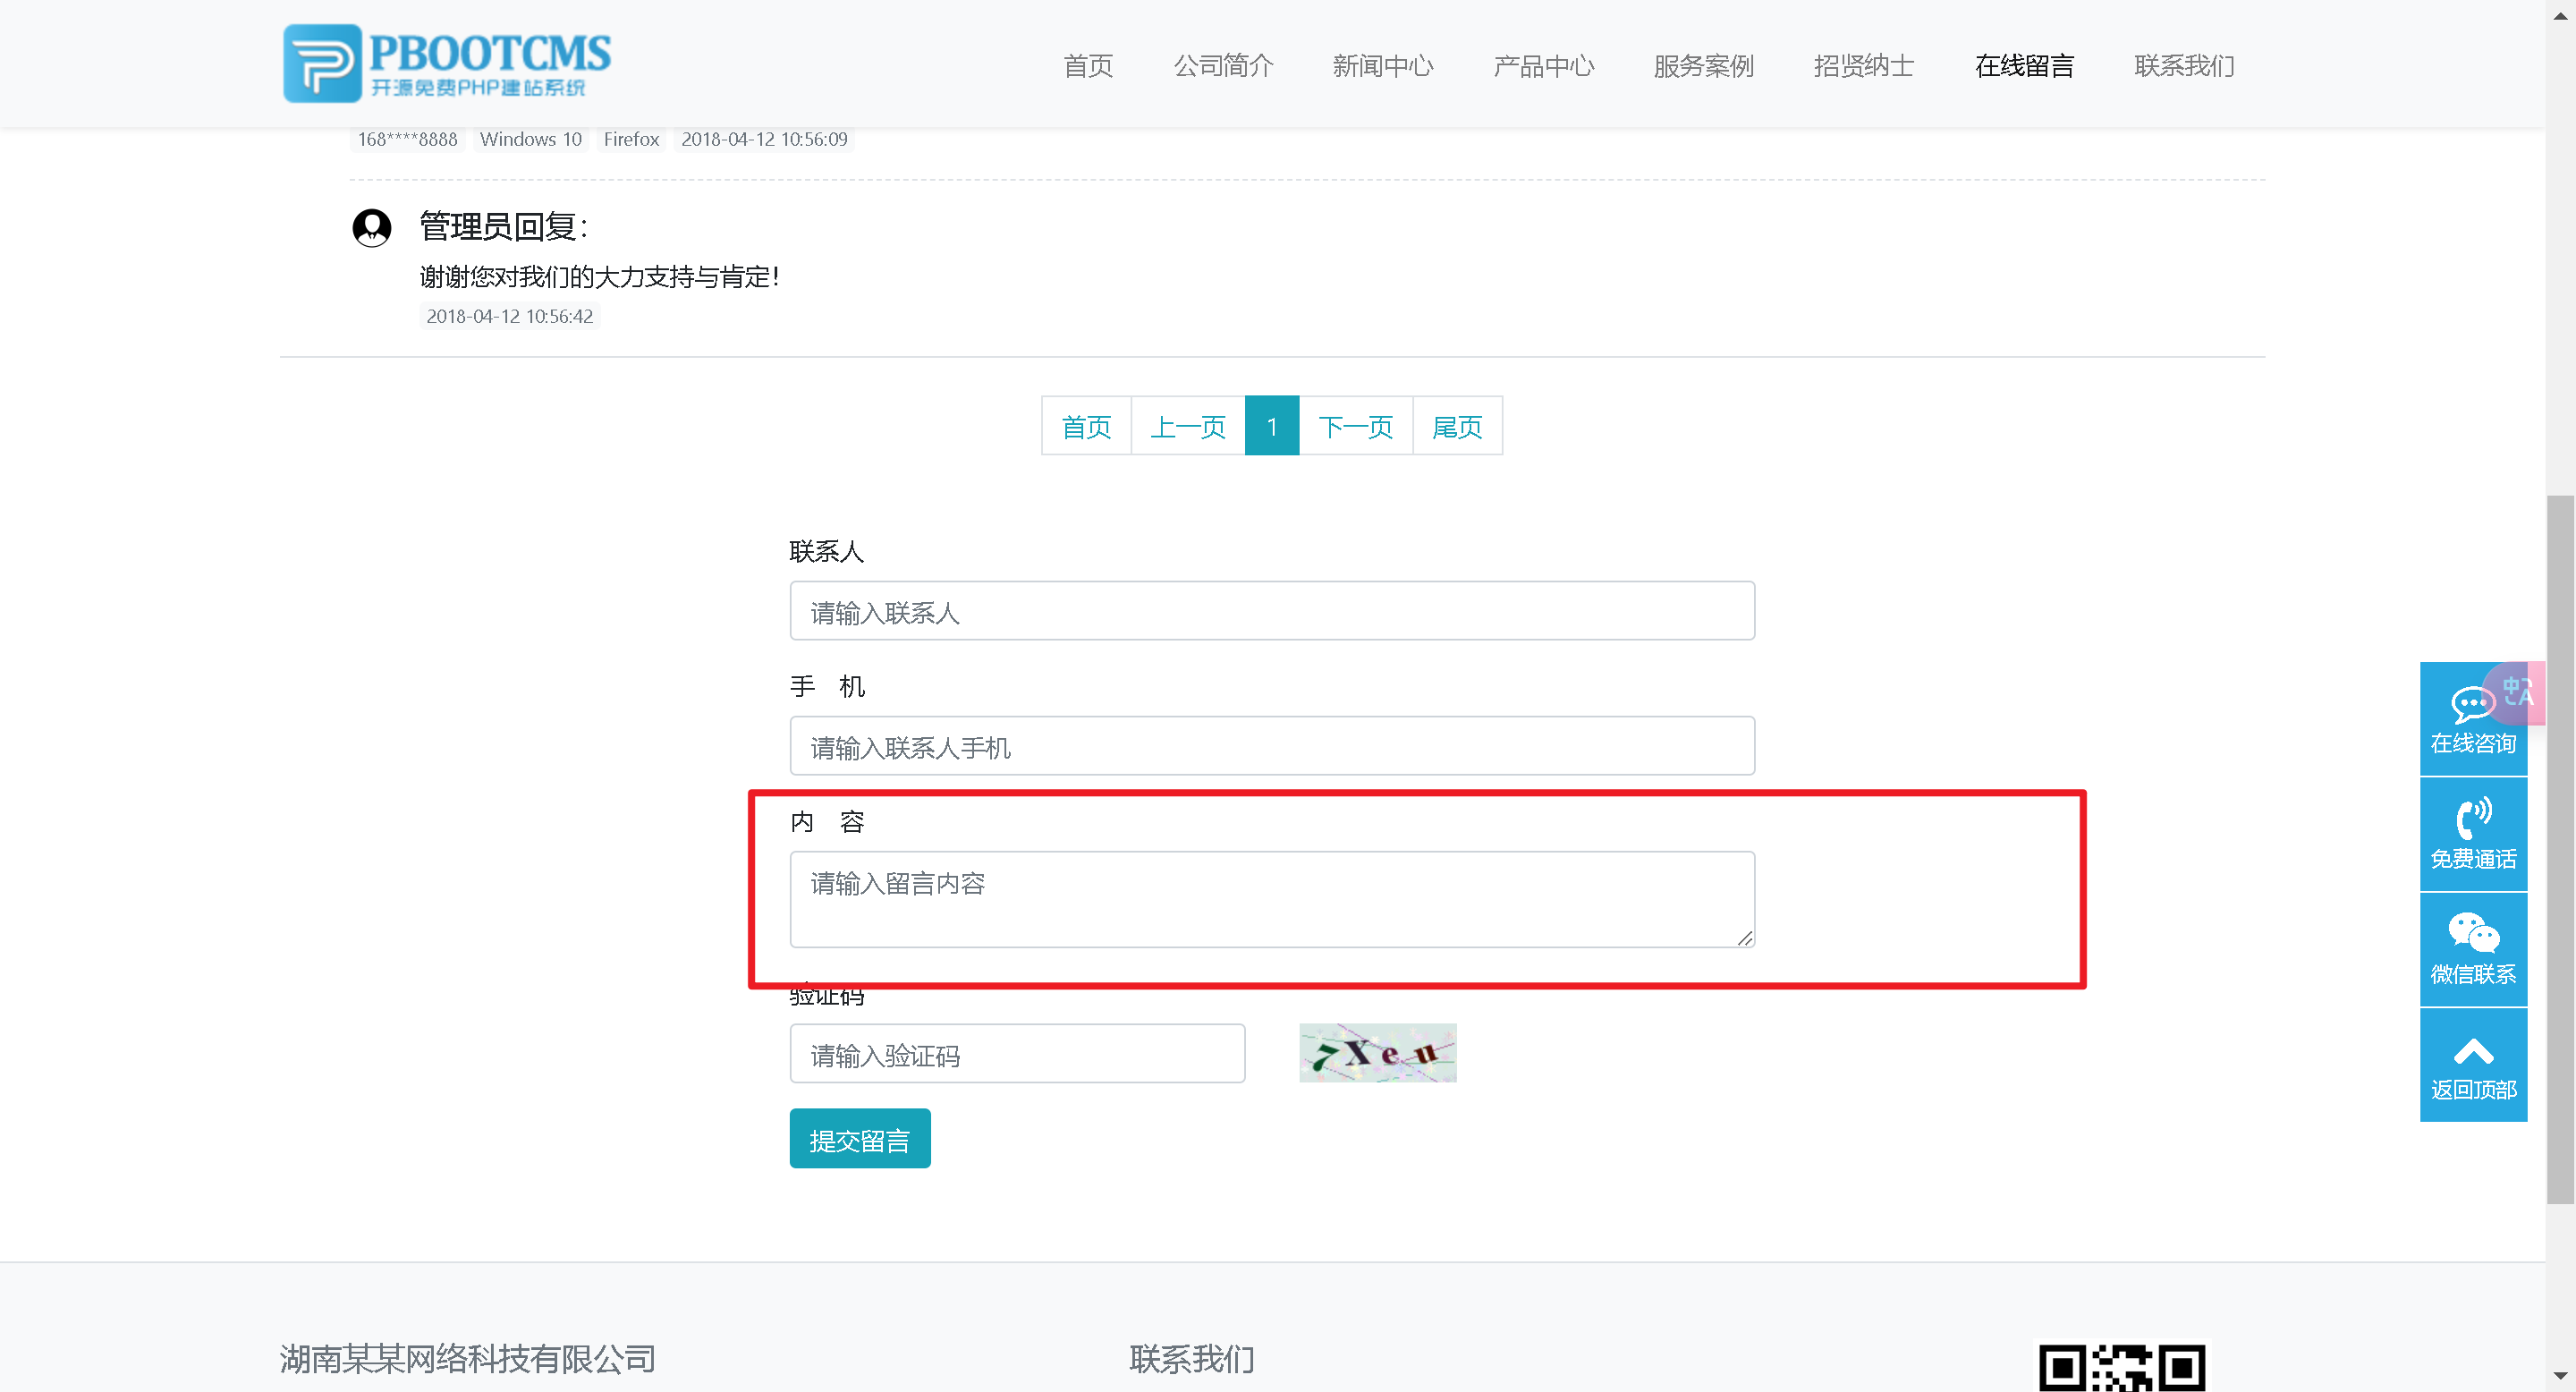 PBOOTCMS
开源免费PHP建站系统
首页 公司简介 新闻中心 产品中心 服务案例 招贤纳士 在线留言 联系我们
168****8888 Windows 10 Firefox 2018-04-12 10:56:09
管理员回复：
谢谢您对我们的大力支持与肯定！
2018-04-12 10:56:42
首页 上一页 1 下一页 尾页
联系人
请输入联系人
手 机
请输入联系人手机
内 容
请输入留言内容
验证码
请输入验证码
7Xeu
提交留言
中A
在线咨询
免费通话
微信联系
返回顶部
湖南某某网络科技有限公司
联系我们